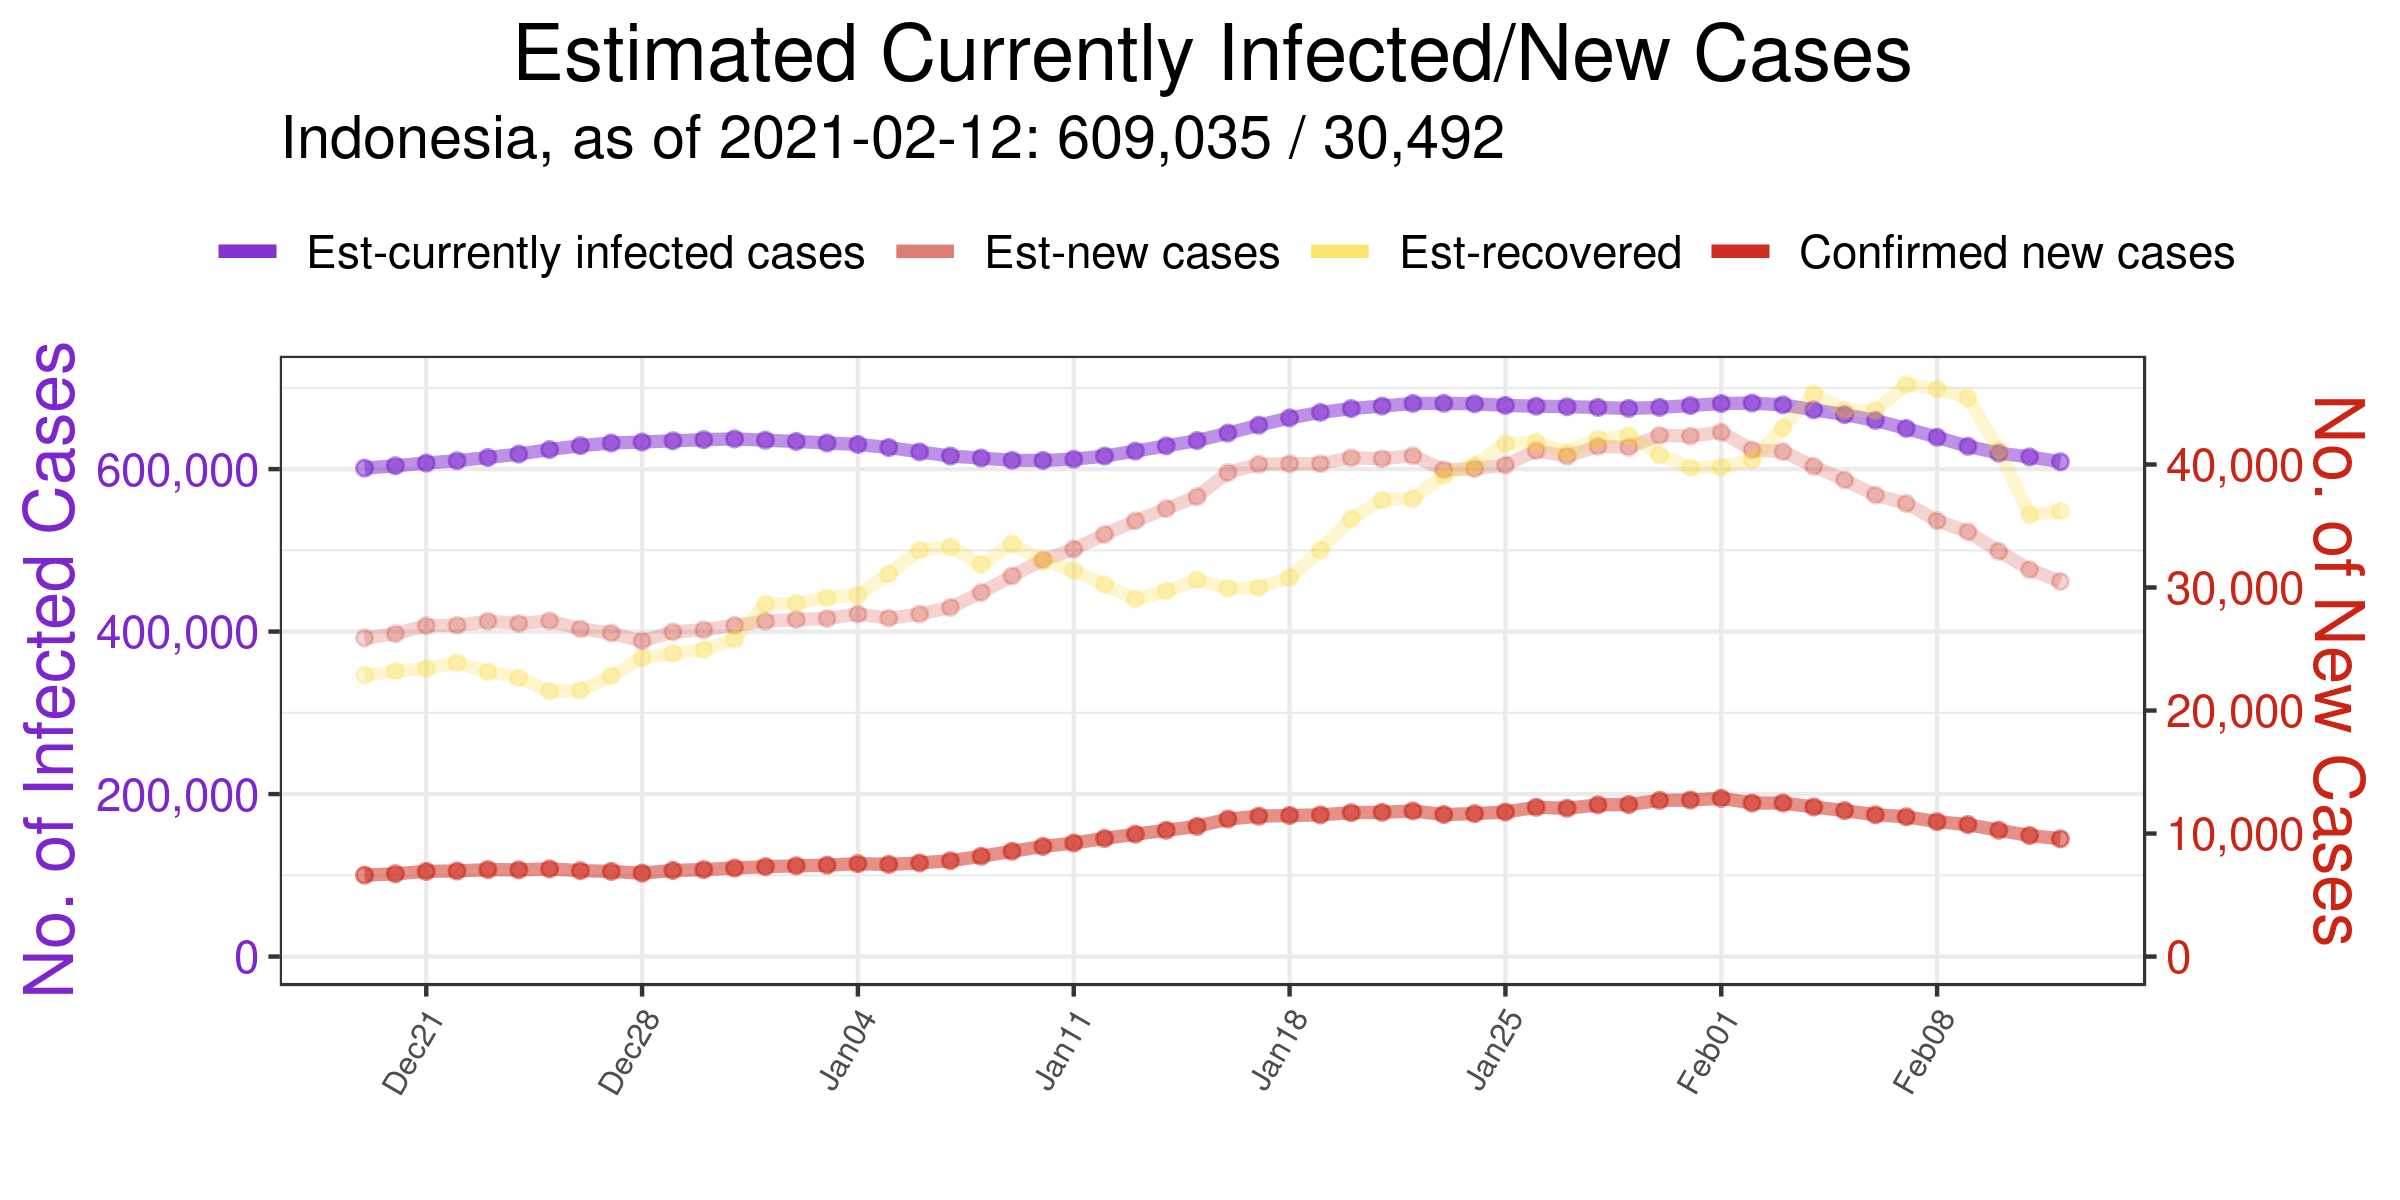 Estimated Currently Infected/New Cases
Indonesia, as of 2021-02-12: 609,035 / 30,492
Est-currently infected cases Est-new cases Est-recovered Confirmed new cases
No. of Infected Cases
600,000
400,000
200,000
0
40,000
30,000
20,000
10,000
0
No. of New Cases
Dec21 Dec28 Jan04 Jan11 Jan18 Jan25 Feb01 Feb08